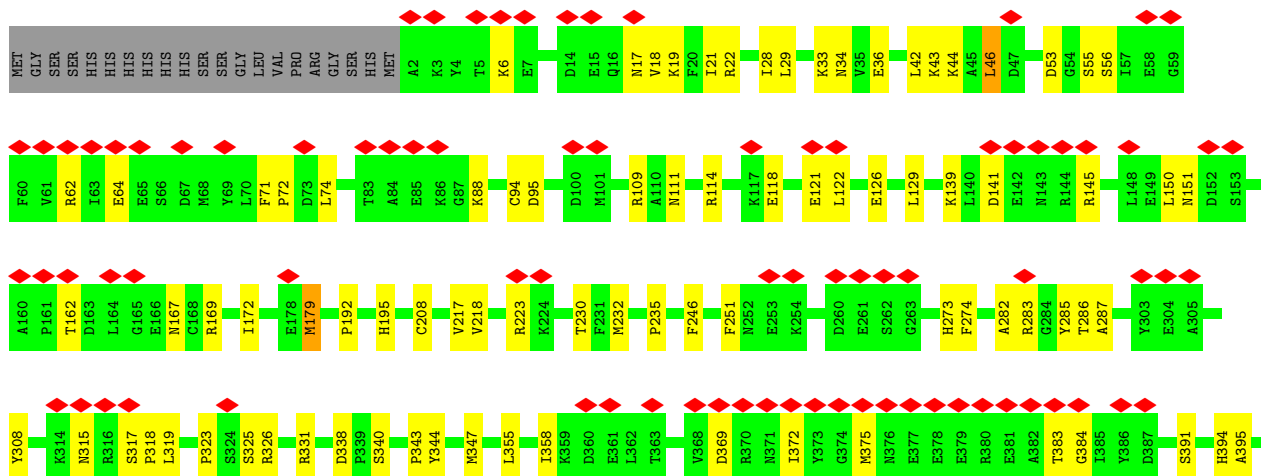 MET GLY SER SER HIS HIS HIS HIS HIS HIS SER SER GLY LEU VAL PRO ARG GLY SER HIS MET A2 K3 Y4 T5 K6 E7 D14 E15 Q16 N17 V18 K19 F20 I21 R22 I28 L29 K33 N34 V35 E36 L42 K43 K44 A45 L46 D47 D53 G54 S55 S56 I57 E58 G59
F60 V61 R62 I63 E64 E65 S66 D67 M68 Y69 L70 F71 P72 D73 L74 T83 A84 E85 K86 G87 K88 C94 D95 D100 M101 R109 A110 N111 R114 K117 E118 E121 L122 E126 L129 K139 L140 D141 E142 N143 R144 R145 L148 E149 L150 N151 D152 S153
A160 P161 T162 D163 L164 G165 E166 N167 C168 R169 I172 E178 M179 P192 H195 C208 V217 V218 R223 K224 T230 F231 M232 P235 F246 F251 N252 E253 K254 D260 E261 S262 G263 H273 F274 A282 R283 G284 Y285 T286 A287 Y303 E304 A305
Y308 K314 N315 R316 S317 P318 L319 P323 S324 S325 R326 R331 D338 P339 S340 P343 Y344 M347 L355 I358 K359 D360 E361 L362 T363 V368 D369 R370 N371 I372 Y373 G374 M375 N376 E377 E378 E379 R380 E381 A382 T383 G384 I385 Y386 D387 S391 H394 A395